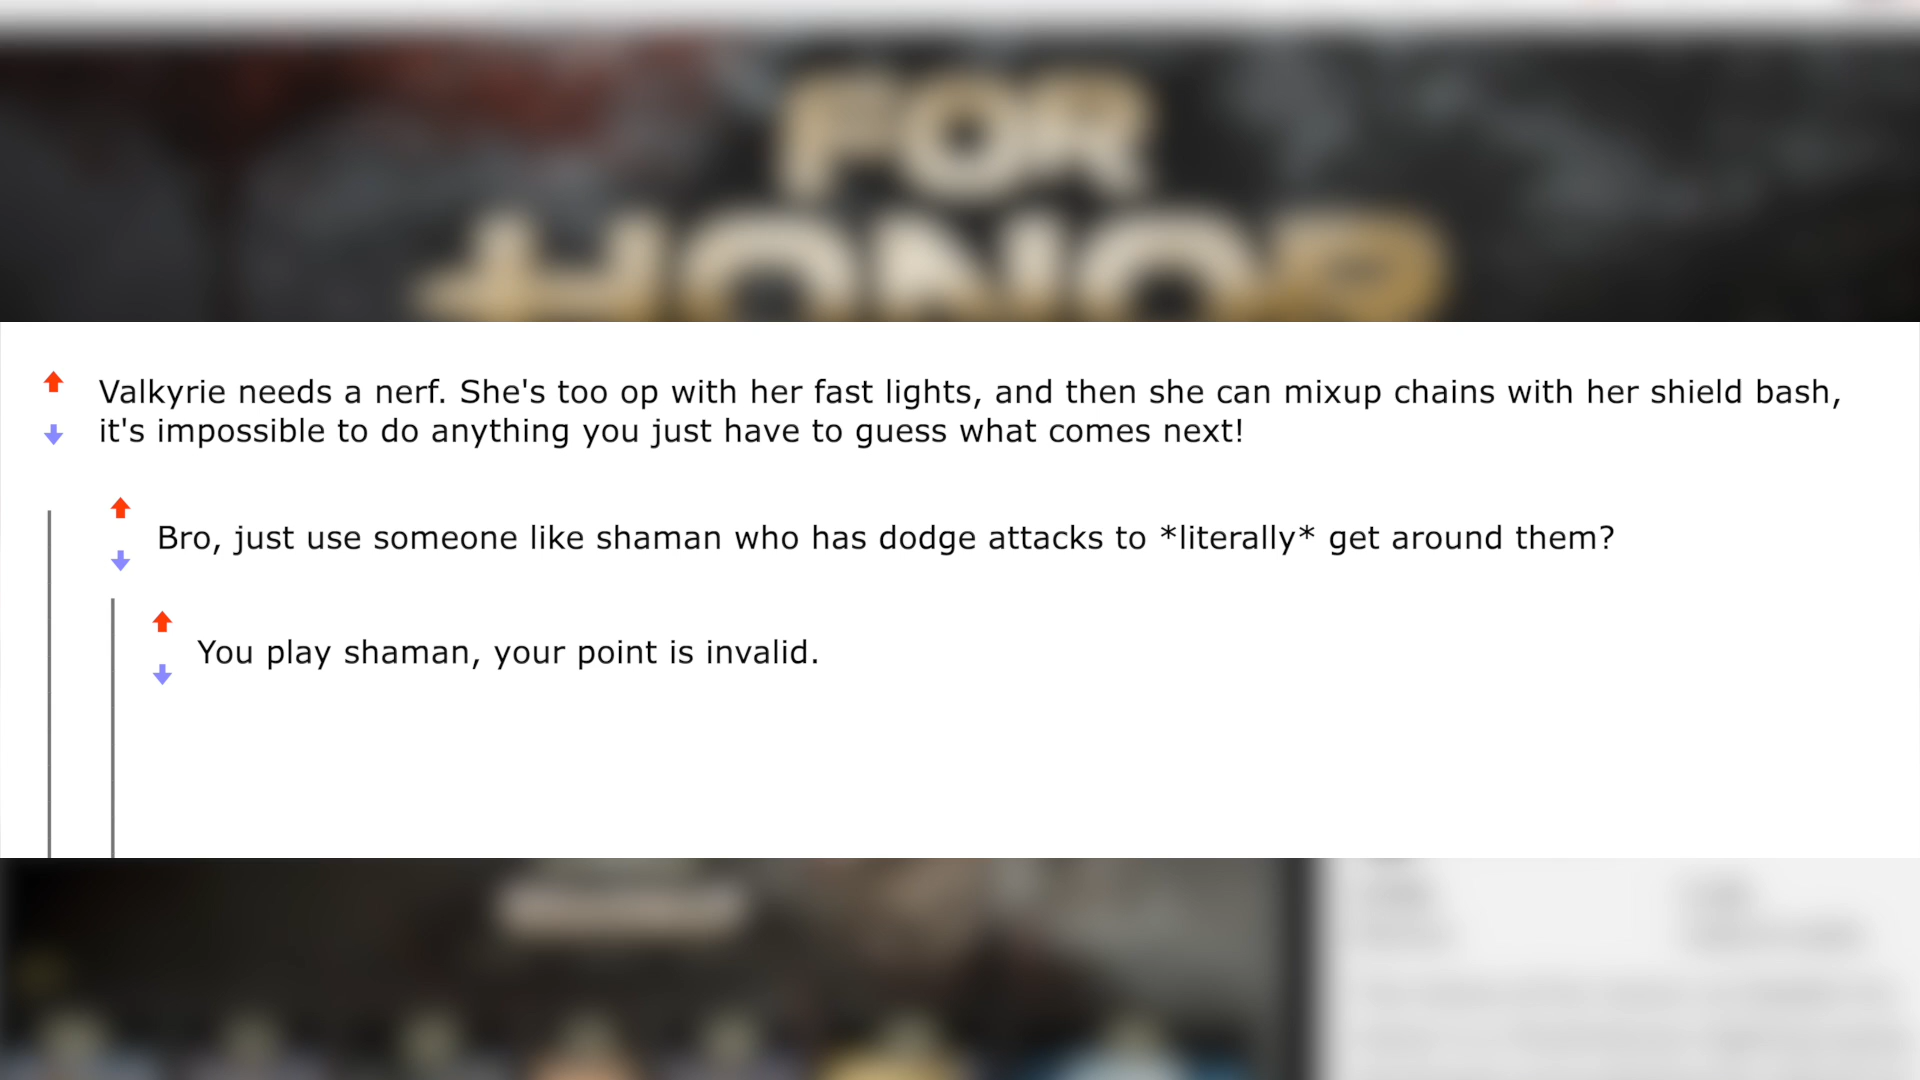 FOR
HONOR
Valkyrie needs a nerf. She's too op with her fast lights, and then she can mixup chains with her shield bash,
it's impossible to do anything you just have to guess what comes next!
Bro, just use someone like shaman who has dodge attacks to *literally* get around them?
You play shaman, your point is invalid.